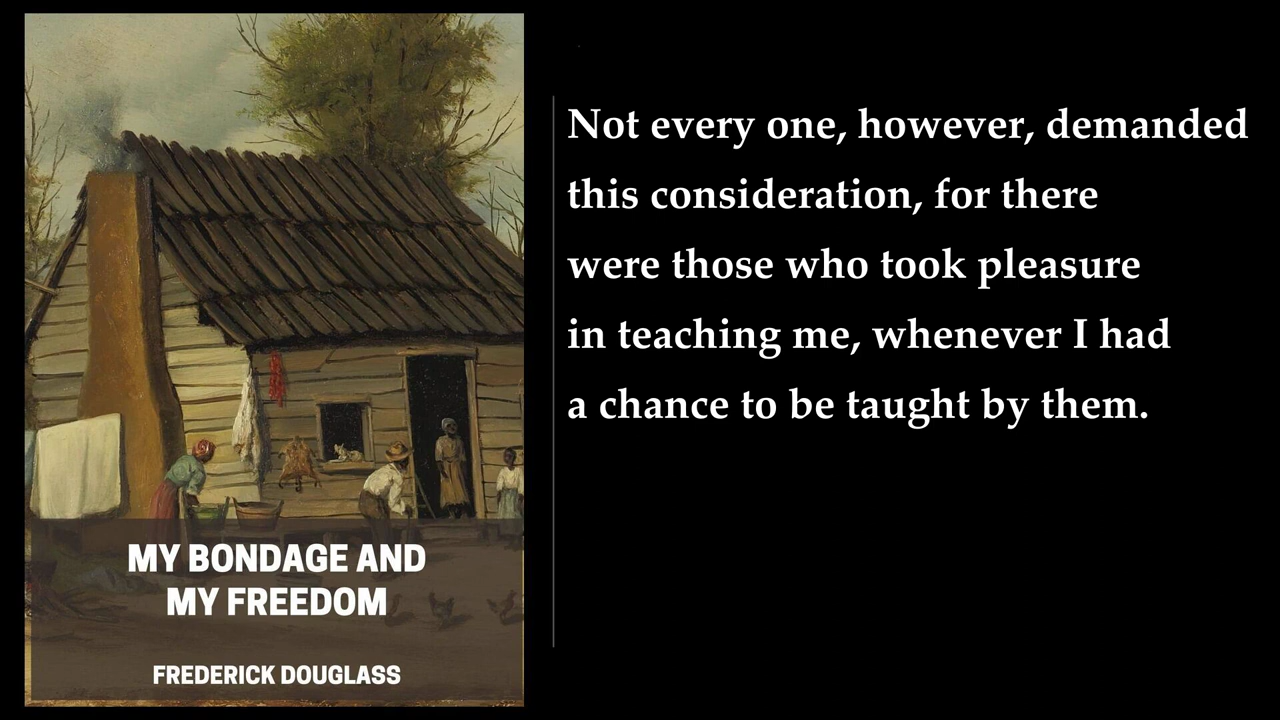 MY BONDAGE AND
MY FREEDOM
FREDERICK DOUGLASS
Not every one, however, demanded
this consideration, for there
were those who took pleasure
in teaching me, whenever I had
a chance to be taught by them.